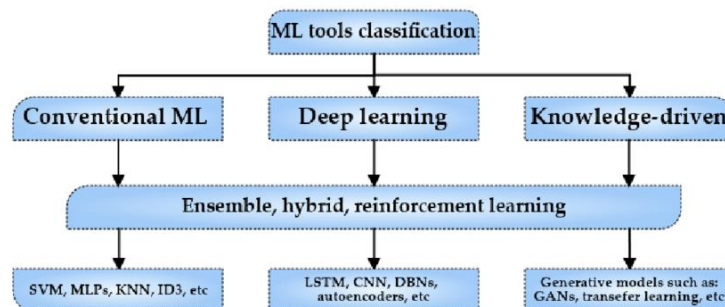 ML tools classification
Conventional ML
Deep learning
Knowledge-driven
Ensemble, hybrid, reinforcement learning
SVM, MLPs, KNN, ID3, etc
LSTM, CNN, DBNs,
autoencoders, etc
Generative models such as:
GANs, transefer learning, etc